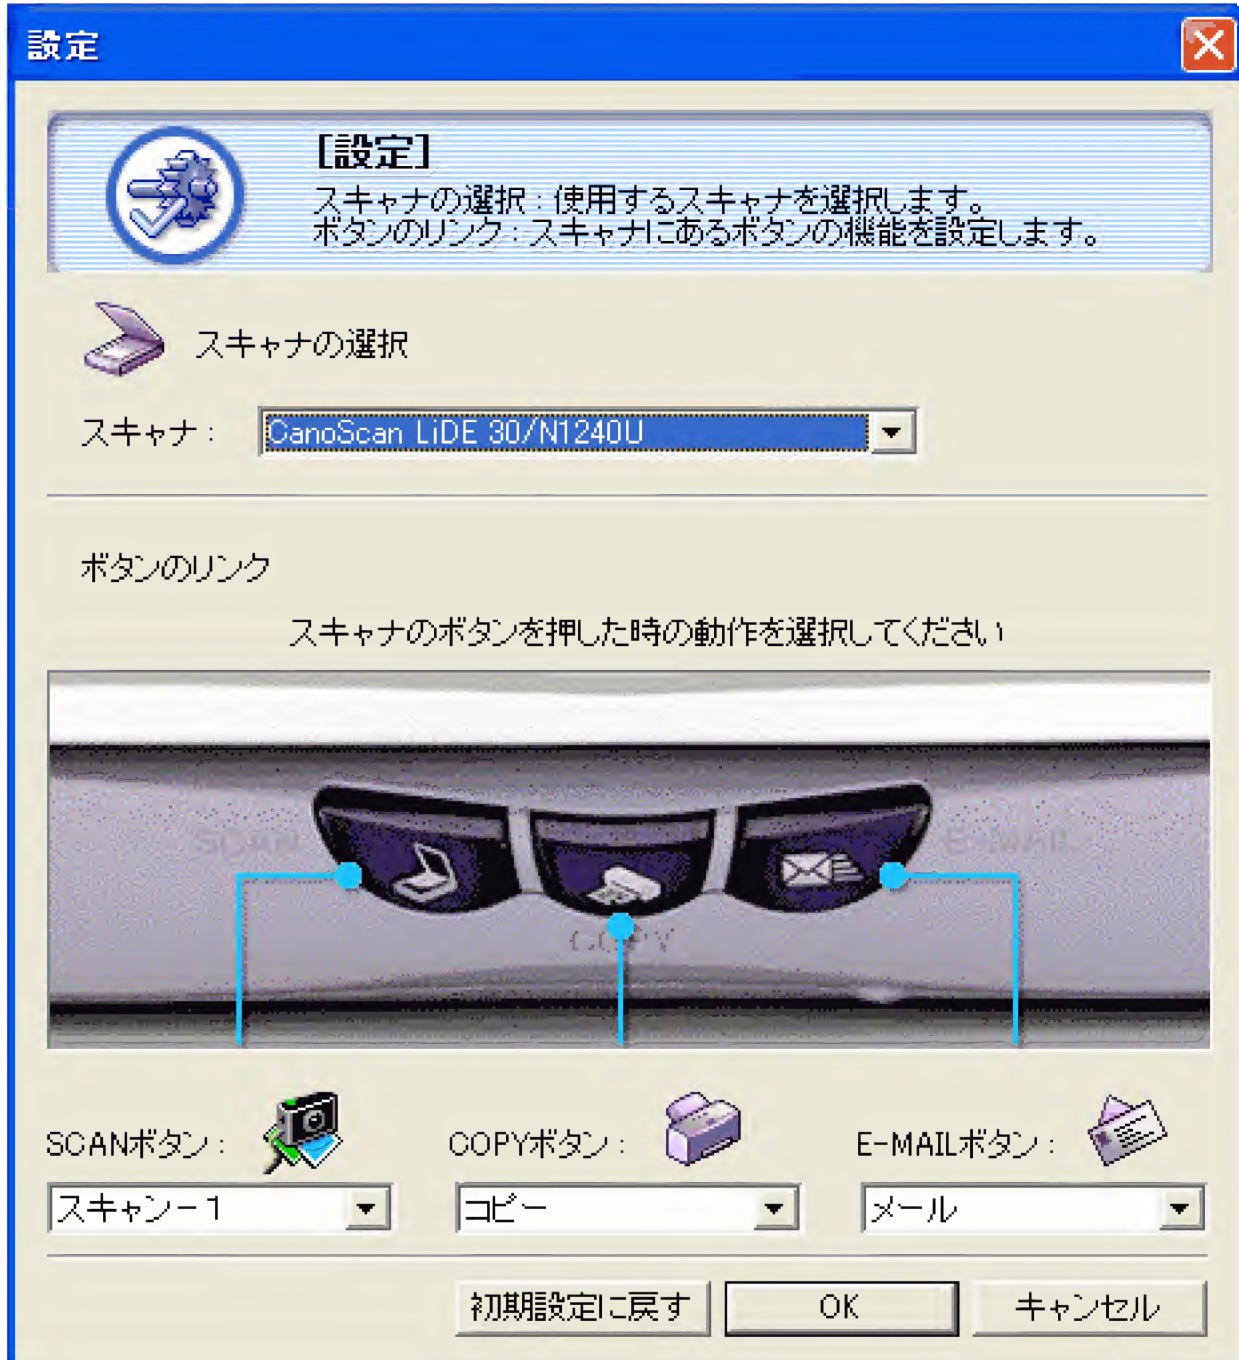 設定
[設定]
スキャナの選択：使用するスキャナを選択します。
ボタンのリンク：スキャナにあるボタンの機能を設定します。
スキャナの選択
スキャナ：
CanoScan LiDE 30/N1240U
ボタンのリンク
スキャナのボタンを押した時の動作を選択してください
SCAN
E-MAIL
COPY
SCANボタン：
COPYボタン：
E-MAILボタン：
スキャン－1
コピー
メール
初期設定に戻す
OK
キャンセル